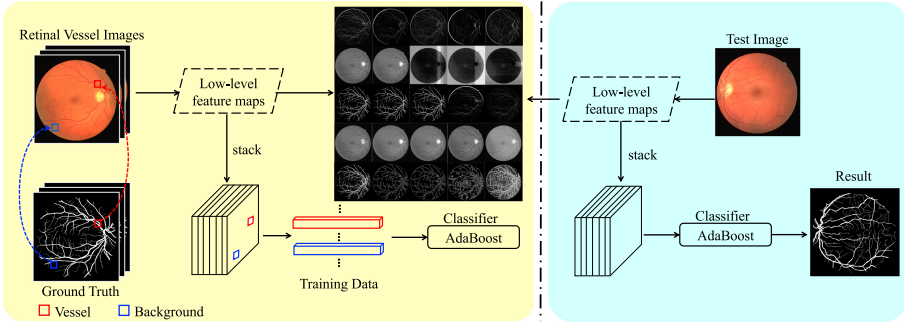 Retinal Vessel Images
Low-level
feature maps
stack
Training Data
Classifier
AdaBoost
Ground Truth
Vessel
Background
Test Image
Low-level
feature maps
stack
Classifier
AdaBoost
Result